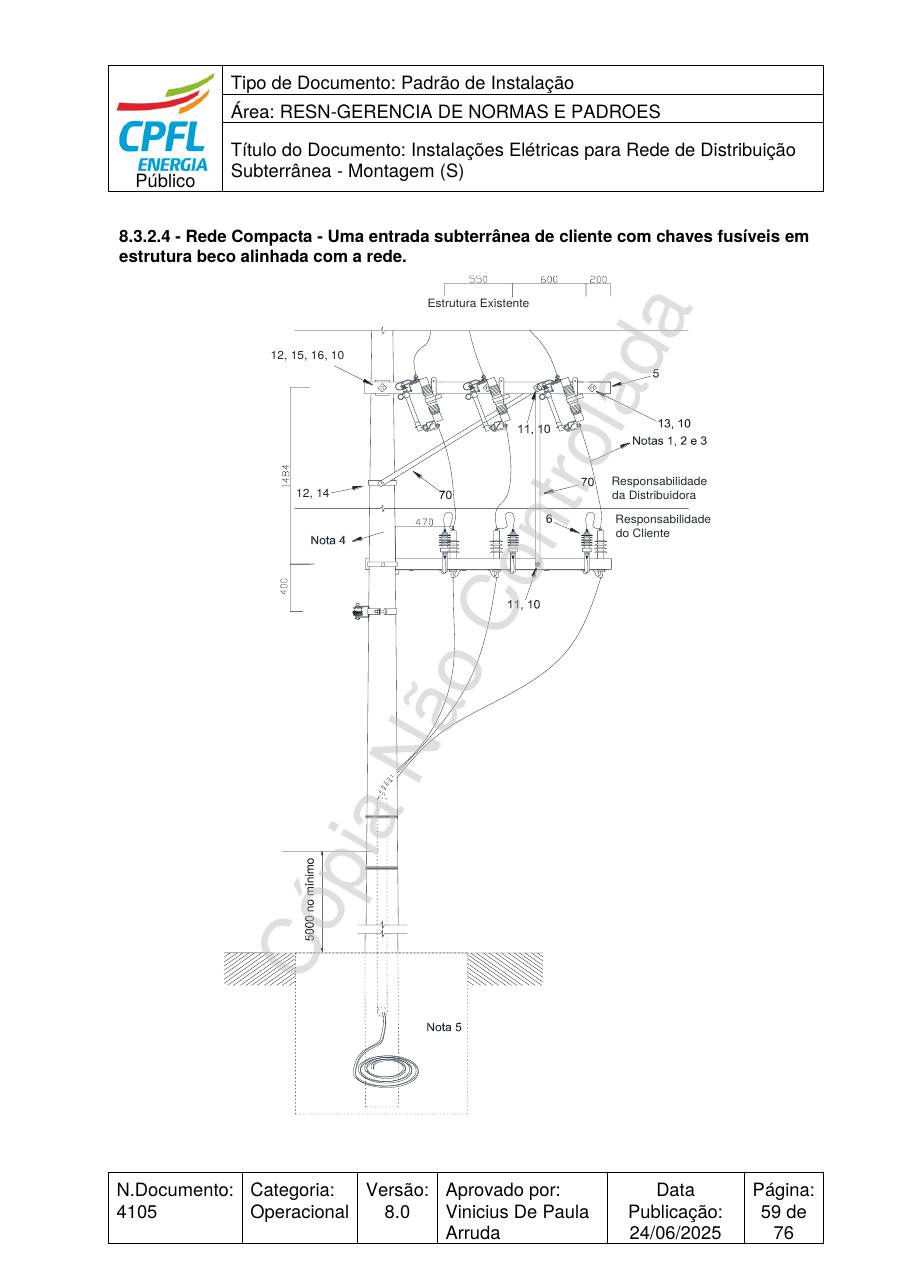 CPFL
ENERGIA
Público
Tipo de Documento: Padrão de Instalação
Área: RESN-GERENCIA DE NORMAS E PADROES
Título do Documento: Instalações Elétricas para Rede de Distribuição
Subterrânea - Montagem (S)
8.3.2.4 - Rede Compacta - Uma entrada subterrânea de cliente com chaves fusíveis em
estrutura beco alinhada com a rede.
550 600 200
Estrutura Existente
12, 15, 16, 10
5
13, 10
11, 10
Notas 1, 2 e 3
1484
70
Responsabilidade
da Distribuidora
12, 14
70
470
6
Responsabilidade
do Cliente
Nota 4
400
11, 10
5000 no mínimo
Nota 5
Cópia Não Controlada
N.Documento:
4105
Categoria:
Operacional
Versão:
8.0
Aprovado por:
Vinicius De Paula
Arruda
Data
Publicação:
24/06/2025
Página:
59 de
76